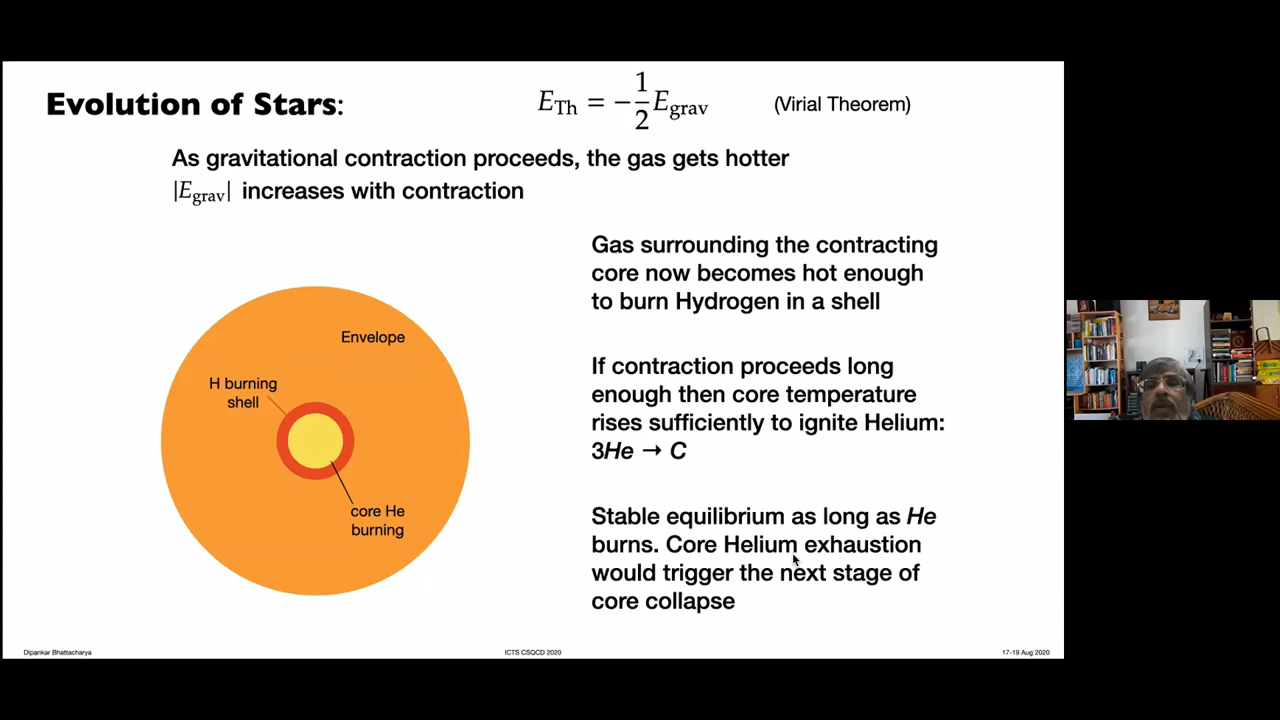 Evolution of Stars:
E_Th = -1/2 E_grav
(Virial Theorem)
As gravitational contraction proceeds, the gas gets hotter
|E_grav| increases with contraction
Gas surrounding the contracting
core now becomes hot enough
to burn Hydrogen in a shell
If contraction proceeds long
enough then core temperature
rises sufficiently to ignite Helium:
3He → C
Stable equilibrium as long as He
burns. Core Helium exhaustion
would trigger the next stage of
core collapse
Envelope
H burning
shell
core He
burning
Dipankar Bhattacharya
ICTS CSQCD 2020
17-19 Aug 2020